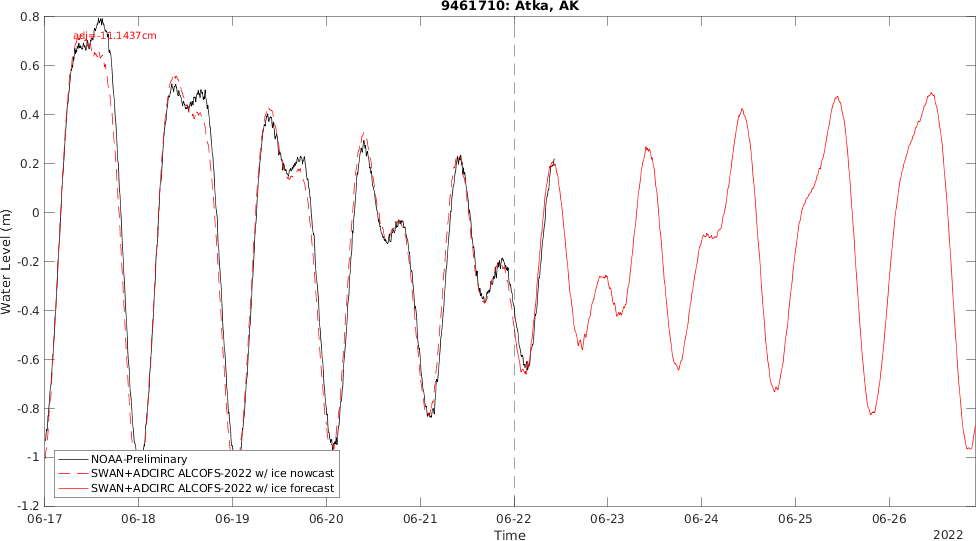 9461710: Atka, AK
adj=-11.1437cm
0.8
0.6
0.4
0.2
0
-0.2
-0.4
-0.6
-0.8
-1
-1.2
Water Level (m)
NOAA-Preliminary
SWAN+ADCIRC ALCOFS-2022 w/ ice nowcast
SWAN+ADCIRC ALCOFS-2022 w/ ice forecast
06-17 06-18 06-19 06-20 06-21 06-22 06-23 06-24 06-25 06-26
Time
2022